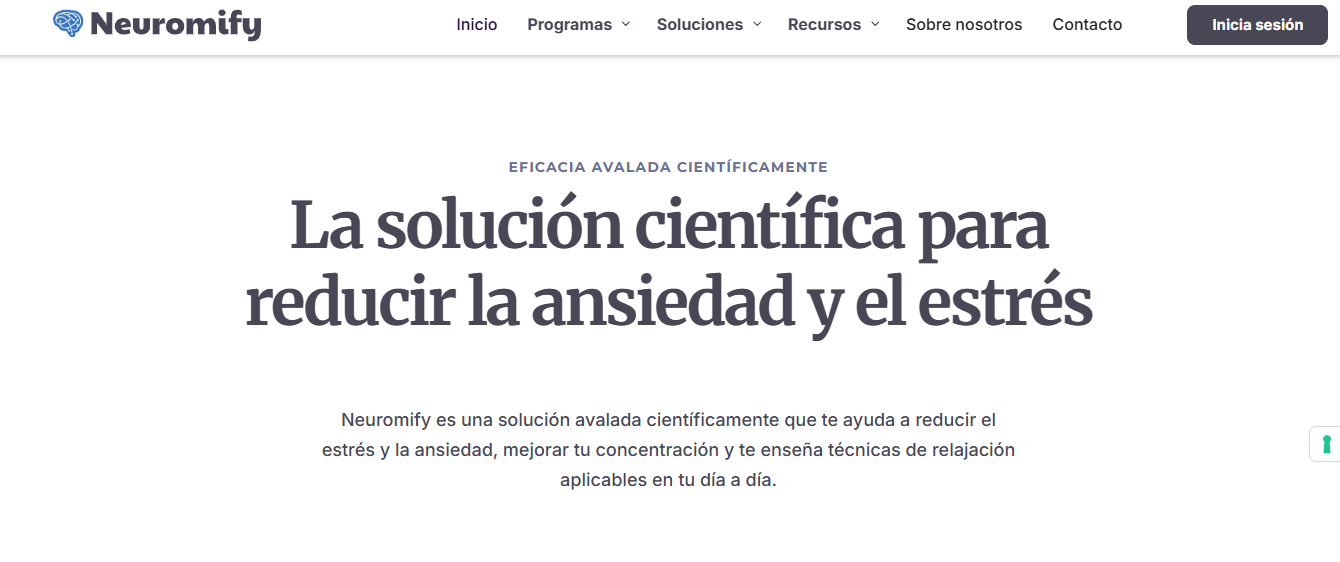 Neuromify
Inicio Programas Soluciones Recursos Sobre nosotros Contacto Inicia sesión
EFICACIA AVALADA CIENTÍFICAMENTE
La solución científica para
reducir la ansiedad y el estrés
Neuromify es una solución avalada científicamente que te ayuda a reducir el
estrés y la ansiedad, mejorar tu concentración y te enseña técnicas de relajación
aplicables en tu día a día.